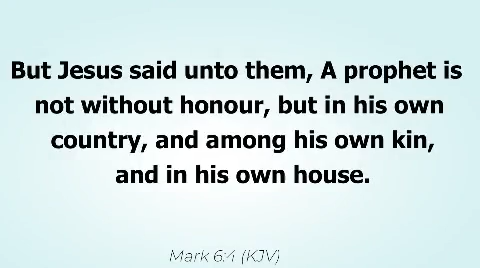 But Jesus said unto them, A prophet is
not without honour, but in his own
country, and among his own kin,
and in his own house.
Mark 6:4 (KJV)